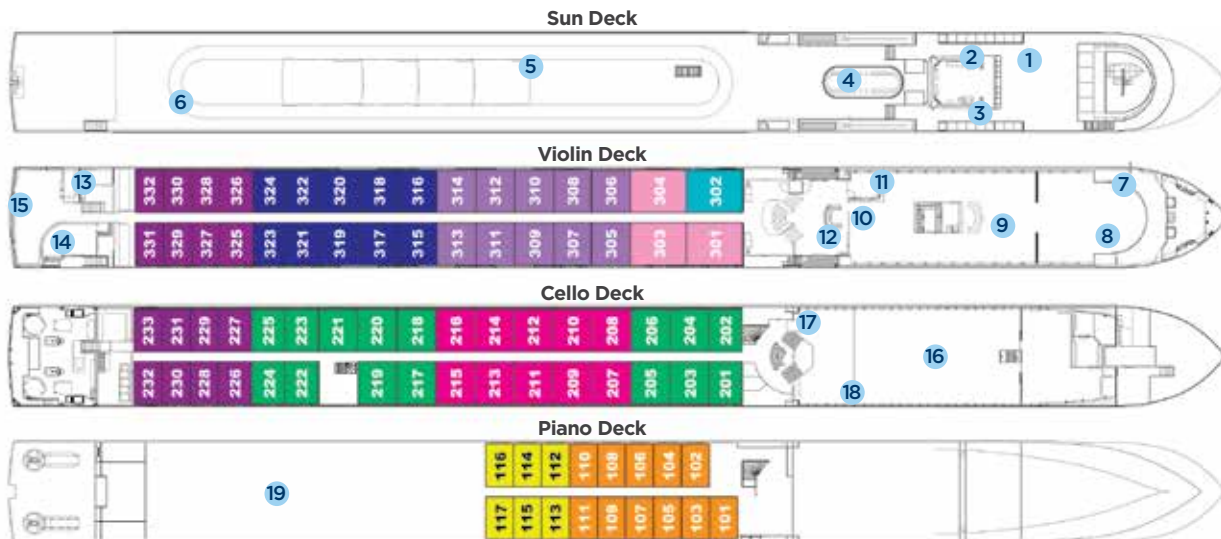 Sun Deck
5 2 1
4
6 3
Violin Deck
13 332 330 328 326 324 322 320 318 316 314 312 310 308 306 304 302 11 7
15 10 9
14 331 329 327 325 323 321 319 317 315 313 311 309 307 305 303 301 12 8
Cello Deck
233 231 229 227 225 223 221 220 218 216 214 212 210 208 206 204 202 17
16
232 230 228 226 224 222 219 217 215 213 211 209 207 205 203 201 18
Piano Deck
116 114 112 110 108 106 104 102
19
117 115 113 111 109 107 105 103 101